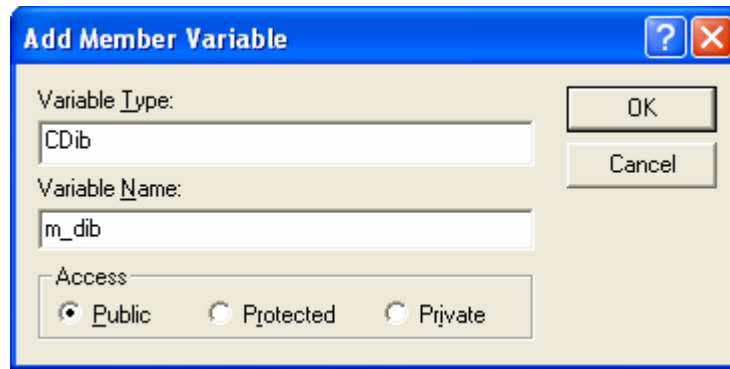 Add Member Variable
Variable Type:
CDib
OK
Cancel
Variable Name:
m_dib
Access
Public Protected Private